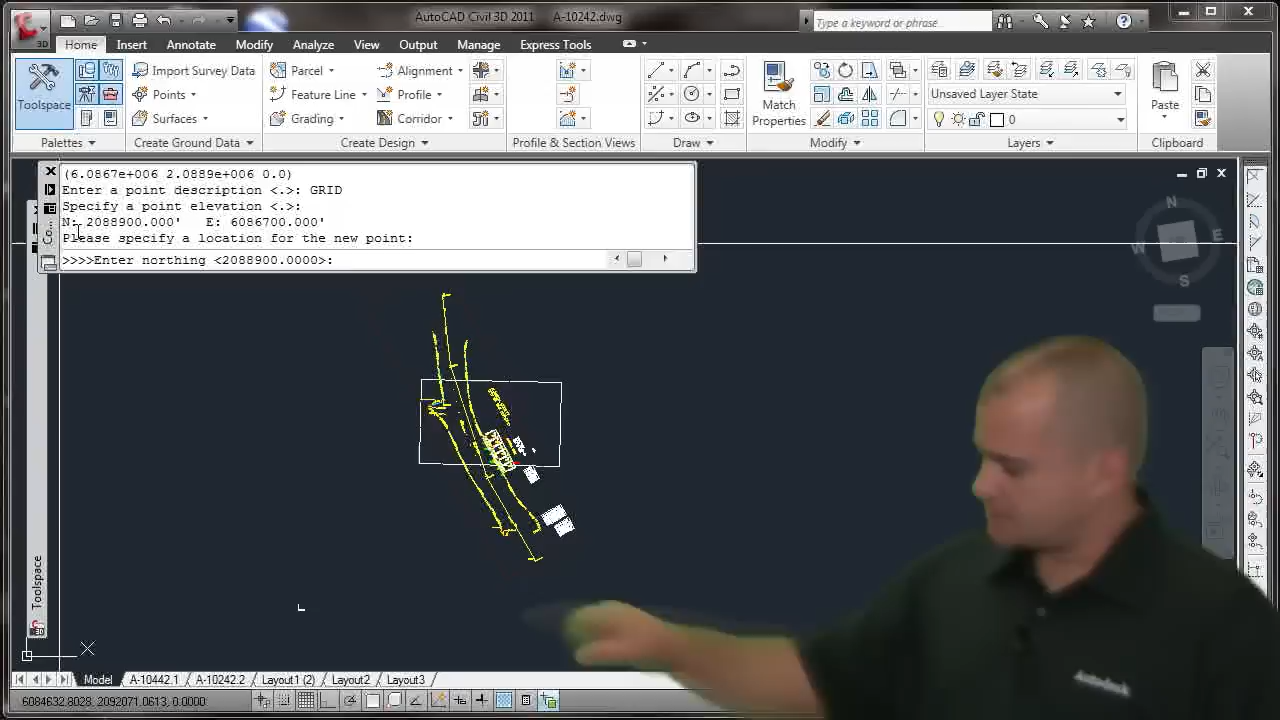 3D
AutoCAD Civil 3D 2011 A-10242.dwg
Type a keyword or phrase
Home Insert Annotate Modify Analyze View Output Manage Express Tools
Toolspace
Import Survey Data
Points
Surfaces
Parcel
Feature Line
Grading
Alignment
Profile
Corridor
Match Properties
Unsaved Layer State
0
Paste
Palettes Create Ground Data Create Design Profile & Section Views Draw Modify Layers Clipboard
(6.0867e+006 2.0889e+006 0.0)
Enter a point description <.>: GRID
Specify a point elevation <.>:
N: 2088900.000' E: 6086700.000'
Please specify a location for the new point:
>>>>Enter northing <2088900.0000>:
Co...
N
W
E
S
Toolspace
Autodesk
Model A-10442.1 A-10242.2 Layout1 (2) Layout2 Layout3
6084632.8028, 2092071.0613, 0.0000